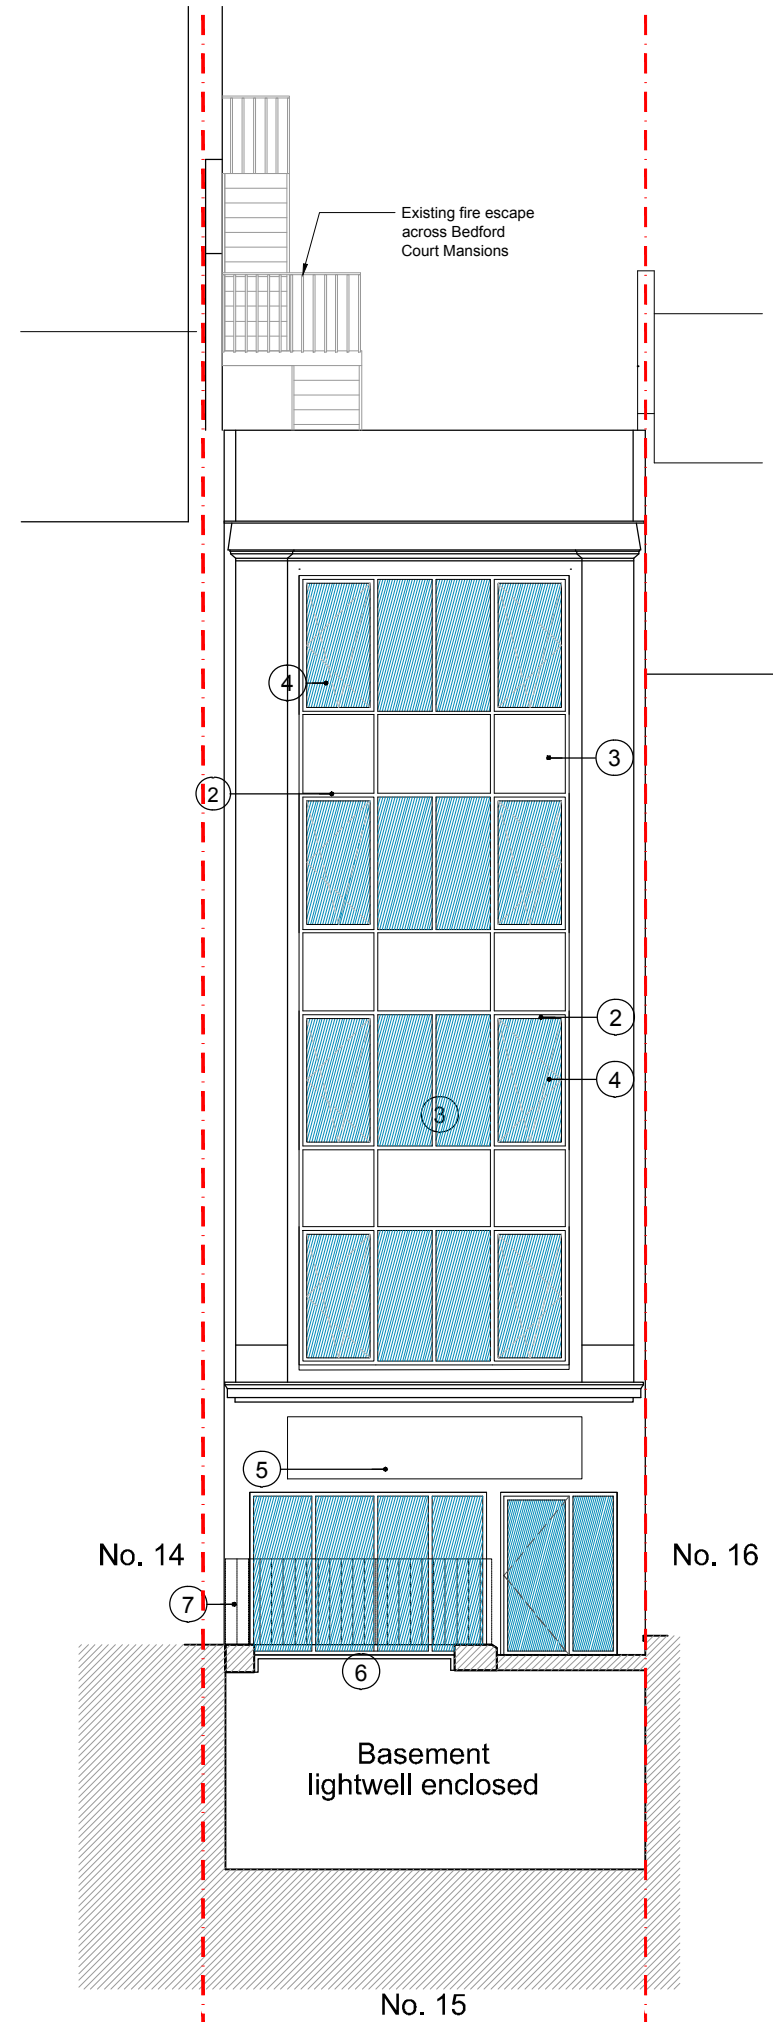 Existing fire escape
across Bedford
Court Mansions
4
3
2
2
4
3
5
No. 14
No. 16
7
6
Basement
lightwell enclosed
No. 15